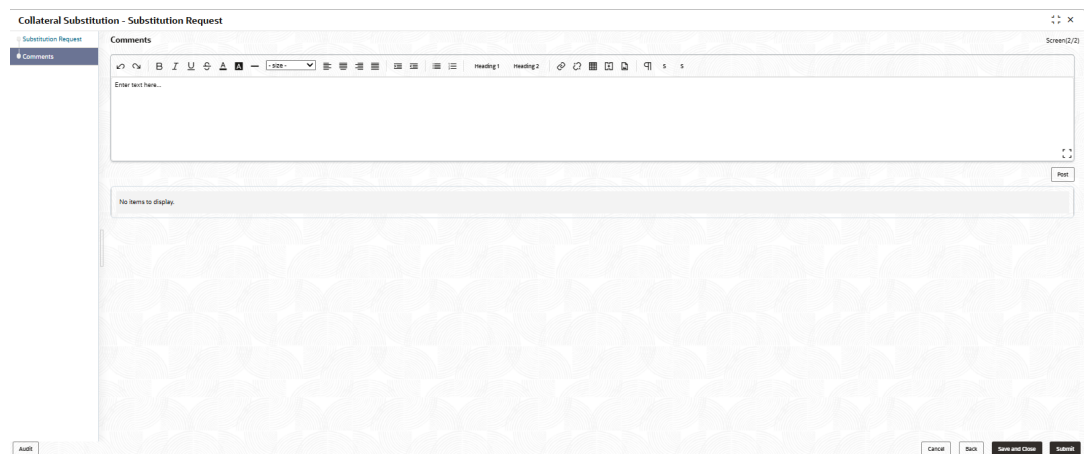 Collateral Substitution - Substitution Request
Substitution Request
Comments
Comments
Screen(2/2)
B I U S A A - size - Heading 1 Heading 2 ¶ s s
Enter text here...
Post
No items to display.
Audit
Cancel Back Save and Close Submit